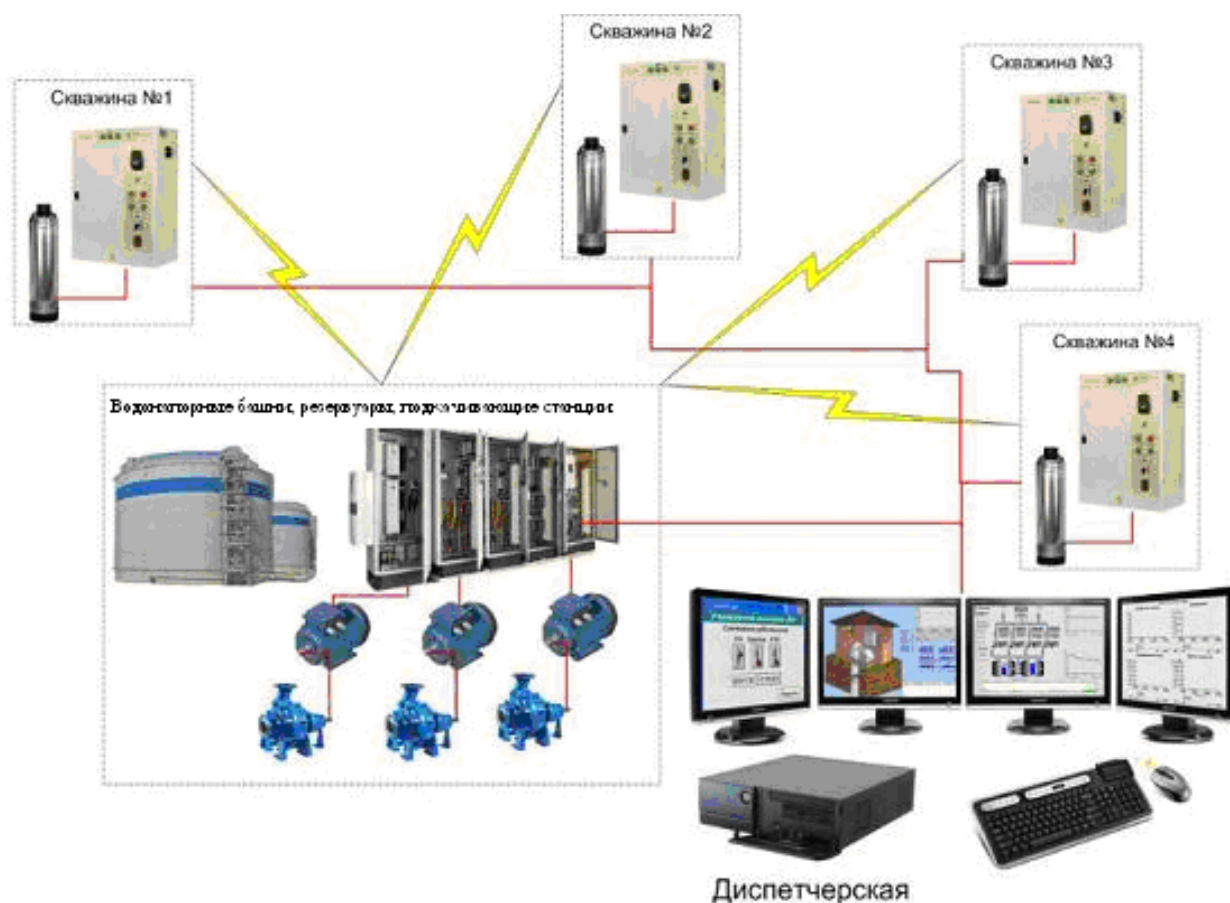 Скважина №2
Скважина №3
Скважина №1
Скважина №4
Водонапорные башни, резервуары, подкачивающие станции
Диспетчерская